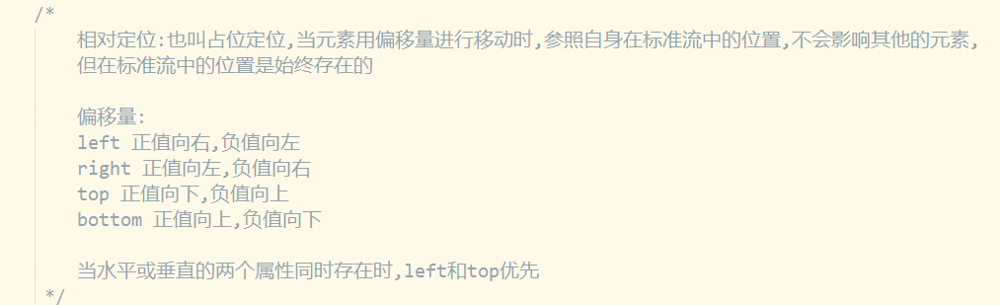 /*
相对定位:也叫占位定位,当元素用偏移量进行移动时,参照自身在标准流中的位置,不会影响其他的元素,
但在标准流中的位置是始终存在的
偏移量:
left 正值向右,负值向左
right 正值向左,负值向右
top 正值向下,负值向上
bottom 正值向上,负值向下
当水平或垂直的两个属性同时存在时,left和top优先
*/